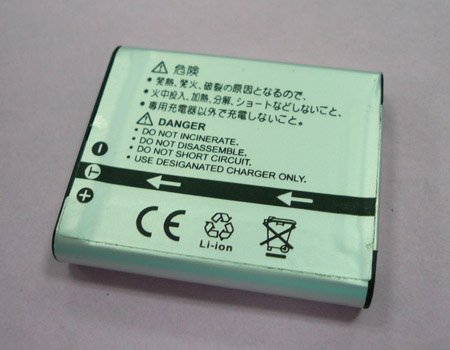 ⚠ 危険
・発熱、発火、破裂の原因となるので、
・火中投入、加熱、分解、ショートなどしないこと、
・専用充電器以外で充電しないこと、
⚠ DANGER
・DO NOT INCINERATE.
・DO NOT DISASSEMBLE.
・DO NOT SHORT CIRCUIT.
・USE DESIGANATED CHARGER ONLY.
−
T
+
CE
Li-ion